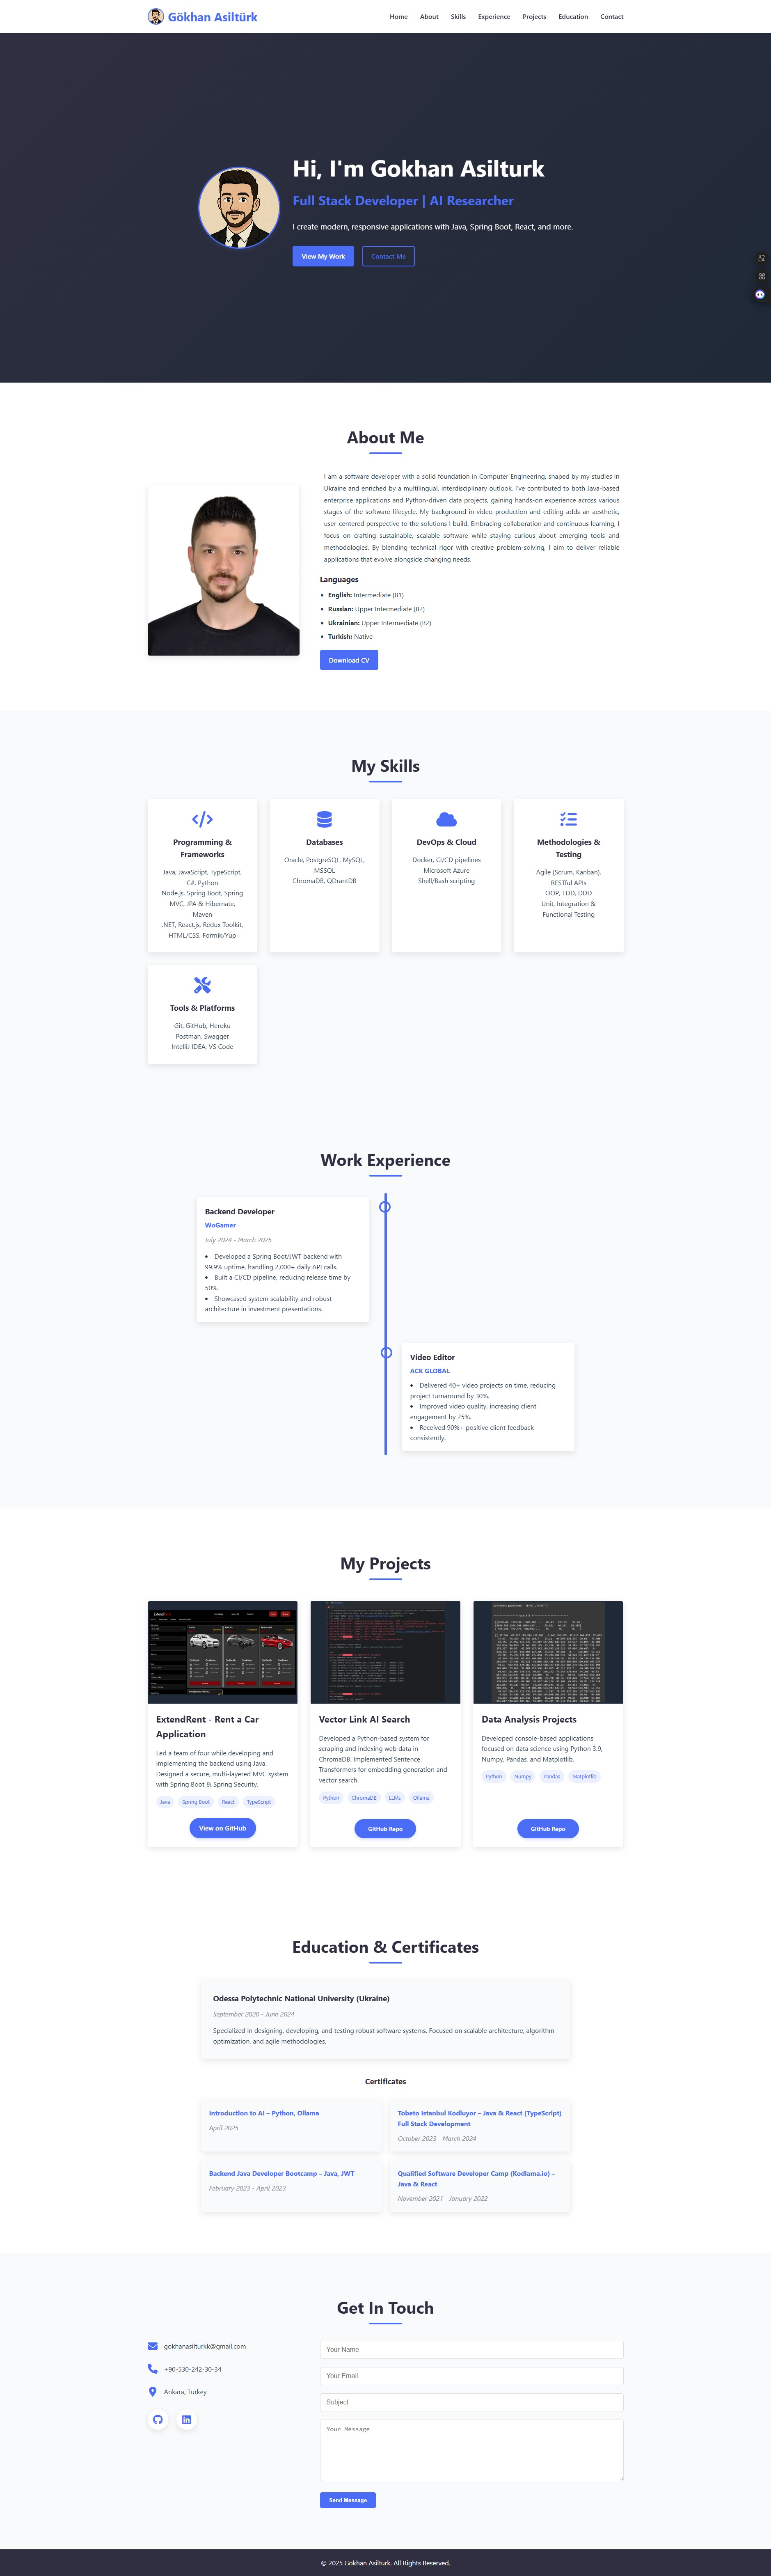 Gökhan Asiltürk
Home About Skills Experience Projects Education Contact
Hi, I'm Gokhan Asilturk
Full Stack Developer | AI Researcher
I create modern, responsive applications with Java, Spring Boot, React, and more.
View My Work
Contact Me
About Me
I am a software developer with a solid foundation in Computer Engineering, shaped by my studies in
Ukraine and enriched by a multilingual, interdisciplinary outlook. I've contributed to both Java-based
enterprise applications and Python-driven data projects, gaining hands-on experience across various
stages of the software lifecycle. My background in video production and editing adds an aesthetic,
user-centered perspective to the solutions I build. Embracing collaboration and continuous learning, I
focus on crafting sustainable, scalable software while staying curious about emerging tools and
methodologies. By blending technical rigor with creative problem-solving, I aim to deliver reliable
applications that evolve alongside changing needs.
Languages
• English: Intermediate (B1)
• Russian: Upper Intermediate (B2)
• Ukrainian: Upper Intermediate (B2)
• Turkish: Native
Download CV
My Skills
Programming &
Frameworks
Java, JavaScript, TypeScript,
C#, Python
Node.js, Spring Boot, Spring
MVC, JPA & Hibernate,
Maven
.NET, React.js, Redux Toolkit,
HTML/CSS, Formik/Yup
Databases
Oracle, PostgreSQL, MySQL,
MSSQL
ChromaDB, QDrantDB
DevOps & Cloud
Docker, CI/CD pipelines
Microsoft Azure
Shell/Bash scripting
Methodologies &
Testing
Agile (Scrum, Kanban),
RESTful APIs
OOP, TDD, DDD
Unit, Integration &
Functional Testing
Tools & Platforms
Git, GitHub, Heroku
Postman, Swagger
IntelliJ IDEA, VS Code
Work Experience
Backend Developer
WoGamer
July 2024 - March 2025
• Developed a Spring Boot/JWT backend with
99.9% uptime, handling 2,000+ daily API calls.
• Built a CI/CD pipeline, reducing release time by
50%.
• Showcased system scalability and robust
architecture in investment presentations.
Video Editor
ACK GLOBAL
• Delivered 40+ video projects on time, reducing
project turnaround by 30%.
• Improved video quality, increasing client
engagement by 25%.
• Received 90%+ positive client feedback
consistently.
My Projects
ExtendRent - Rent a Car
Application
Led a team of four while developing and
implementing the backend using Java.
Designed a secure, multi-layered MVC system
with Spring Boot & Spring Security.
Java Spring Boot React TypeScript
View on GitHub
Vector Link AI Search
Developed a Python-based system for
scraping and indexing web data in
ChromaDB. Implemented Sentence
Transformers for embedding generation and
vector search.
Python ChromaDB LLMs Ollama
GitHub Repo
Data Analysis Projects
Developed console-based applications
focused on data science using Python 3.9,
Numpy, Pandas, and Matplotlib.
Python Numpy Pandas Matplotlib
GitHub Repo
Education & Certificates
Odessa Polytechnic National University (Ukraine)
September 2020 - June 2024
Specialized in designing, developing, and testing robust software systems. Focused on scalable architecture, algorithm
optimization, and agile methodologies.
Certificates
Introduction to AI – Python, Ollama
April 2025
Tobeto Istanbul Kodluyor – Java & React (TypeScript)
Full Stack Development
October 2023 - March 2024
Backend Java Developer Bootcamp – Java, JWT
February 2023 - April 2023
Qualified Software Developer Camp (Kodlama.io) –
Java & React
November 2021 - January 2022
Get In Touch
gokhanasilturkk@gmail.com
+90-530-242-30-34
Ankara, Turkey
Your Name
Your Email
Subject
Your Message
Send Message
© 2025 Gokhan Asilturk. All Rights Reserved.